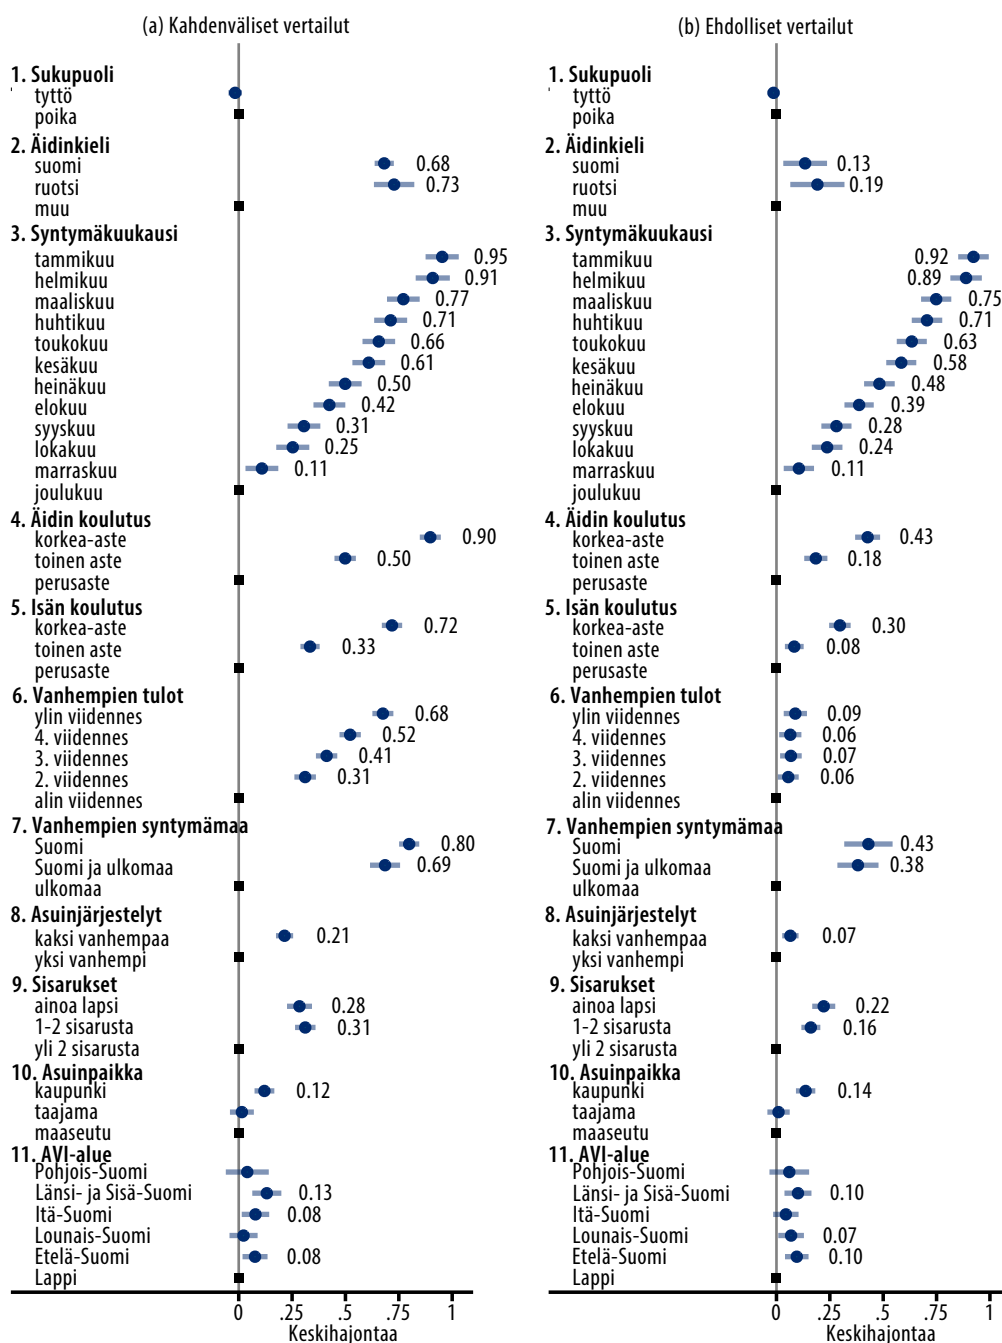 (a) Kahdenväliset vertailut
1. Sukupuoli
tyttö
poika
2. Äidinkieli
suomi 0.68
ruotsi 0.73
muu
3. Syntymäkuukausi
tammikuu 0.95
helmikuu 0.91
maaliskuu 0.77
huhtikuu 0.71
toukokuu 0.66
kesäkuu 0.61
heinäkuu 0.50
elokuu 0.42
syyskuu 0.31
lokakuu 0.25
marraskuu 0.11
joulukuu
4. Äidin koulutus
korkea-aste 0.90
toinen aste 0.50
perusaste
5. Isän koulutus
korkea-aste 0.72
toinen aste 0.33
perusaste
6. Vanhempien tulot
ylin viidennes 0.68
4. viidennes 0.52
3. viidennes 0.41
2. viidennes 0.31
alin viidennes
7. Vanhempien syntymämaa
Suomi 0.80
Suomi ja ulkomaa 0.69
ulkomaa
8. Asuinjärjestelyt
kaksi vanhempaa 0.21
yksi vanhempi
9. Sisarukset
ainoa lapsi 0.28
1-2 sisarusta 0.31
yli 2 sisarusta
10. Asuinpaikka
kaupunki 0.12
taajama
maaseutu
11. AVI-alue
Pohjois-Suomi
Länsi- ja Sisä-Suomi 0.13
Itä-Suomi 0.08
Lounais-Suomi
Etelä-Suomi 0.08
Lappi
0 .25 .5 .75 1
Keskihajontaa
(b) Ehdolliset vertailut
1. Sukupuoli
tyttö
poika
2. Äidinkieli
suomi 0.13
ruotsi 0.19
muu
3. Syntymäkuukausi
tammikuu 0.92
helmikuu 0.89
maaliskuu 0.75
huhtikuu 0.71
toukokuu 0.63
kesäkuu 0.58
heinäkuu 0.48
elokuu 0.39
syyskuu 0.28
lokakuu 0.24
marraskuu 0.11
joulukuu
4. Äidin koulutus
korkea-aste 0.43
toinen aste 0.18
perusaste
5. Isän koulutus
korkea-aste 0.30
toinen aste 0.08
perusaste
6. Vanhempien tulot
ylin viidennes 0.09
4. viidennes 0.06
3. viidennes 0.07
2. viidennes 0.06
alin viidennes
7. Vanhempien syntymämaa
Suomi 0.43
Suomi ja ulkomaa 0.38
ulkomaa
8. Asuinjärjestelyt
kaksi vanhempaa 0.07
yksi vanhempi
9. Sisarukset
ainoa lapsi 0.22
1-2 sisarusta 0.16
yli 2 sisarusta
10. Asuinpaikka
kaupunki 0.14
taajama
maaseutu
11. AVI-alue
Pohjois-Suomi
Länsi- ja Sisä-Suomi 0.10
Itä-Suomi
Lounais-Suomi 0.07
Etelä-Suomi 0.10
Lappi
0 .25 .5 .75 1
Keskihajontaa